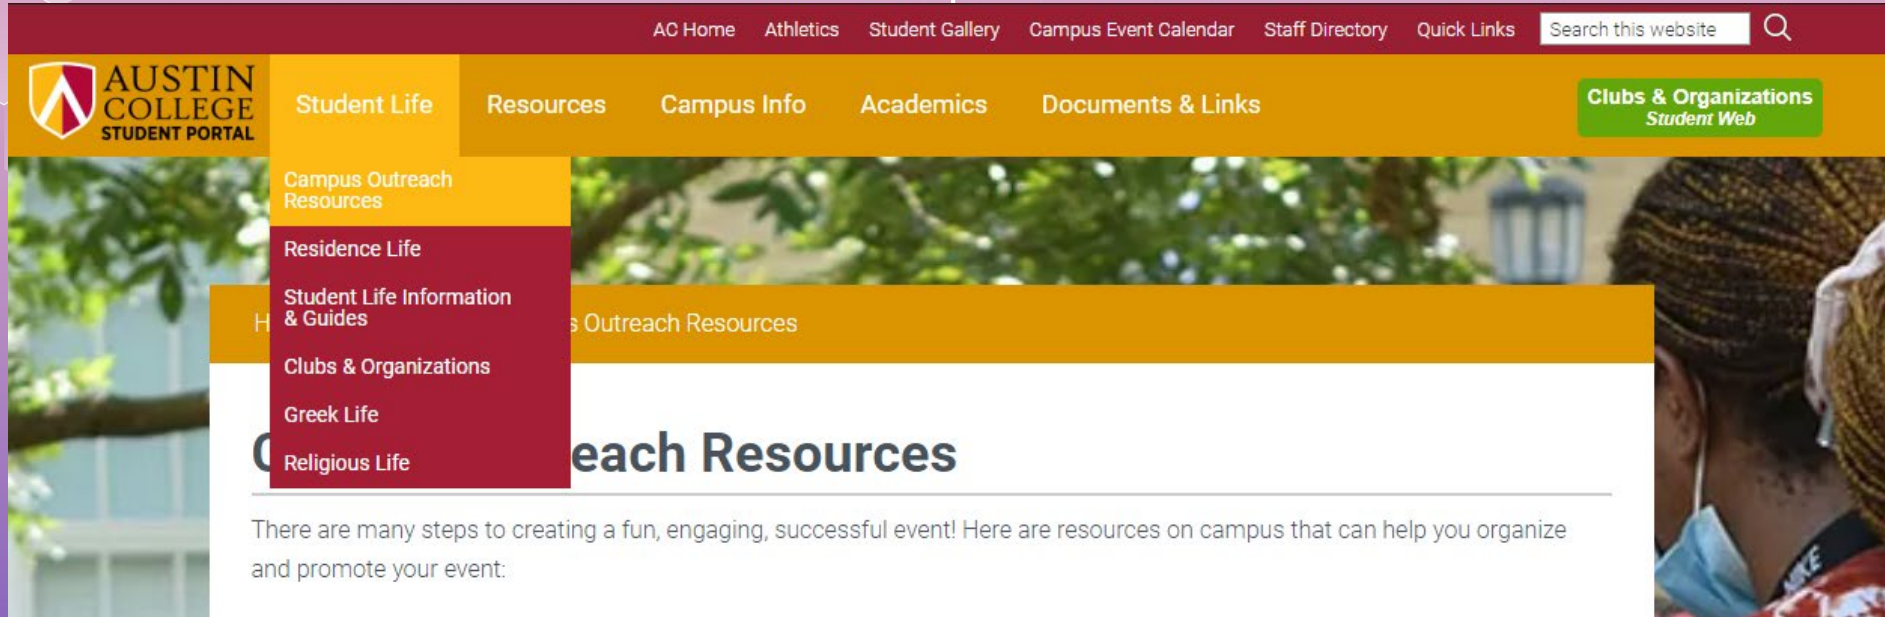 AC Home Athletics Student Gallery Campus Event Calendar Staff Directory Quick Links Search this website
AUSTIN
COLLEGE
STUDENT PORTAL
Student Life Resources Campus Info Academics Documents & Links
Clubs & Organizations
Student Web
Campus Outreach
Resources
Residence Life
Student Life Information
& Guides
Clubs & Organizations
Greek Life
Religious Life
H s Outreach Resources
each Resources
There are many steps to creating a fun, engaging, successful event! Here are resources on campus that can help you organize
and promote your event: